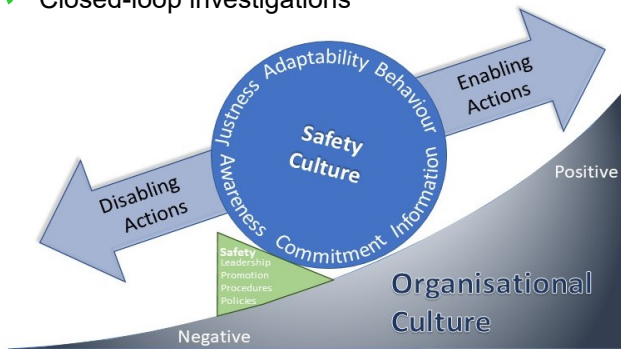 Closed-loop investigations
Justness Adaptability Behaviour
Awareness Commitment Information
Safety
Culture
Enabling
Actions
Disabling
Actions
Positive
Safety
Leadership
Promotion
Procedures
Policies
Organisational
Culture
Negative